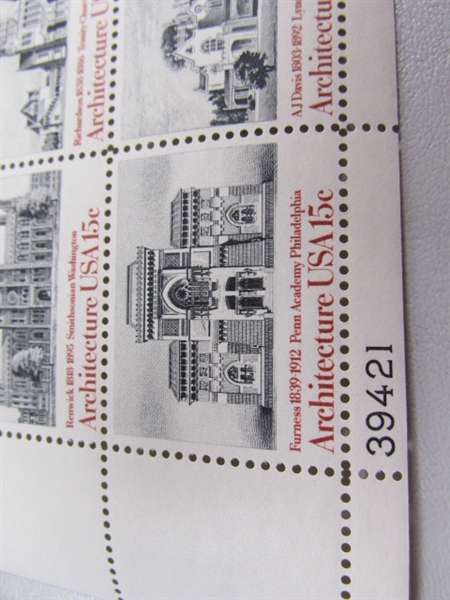 Richardson 1838-1886 Trinity Church
Architecture USA
AJ Davis 1803-1892 Lyn
Architecture
Renwick 1818-1895 Smithsonian Washington
Architecture USA 15c
Furness 1839-1912 Penn Academy Philadelphia
Architecture USA 15c
39421